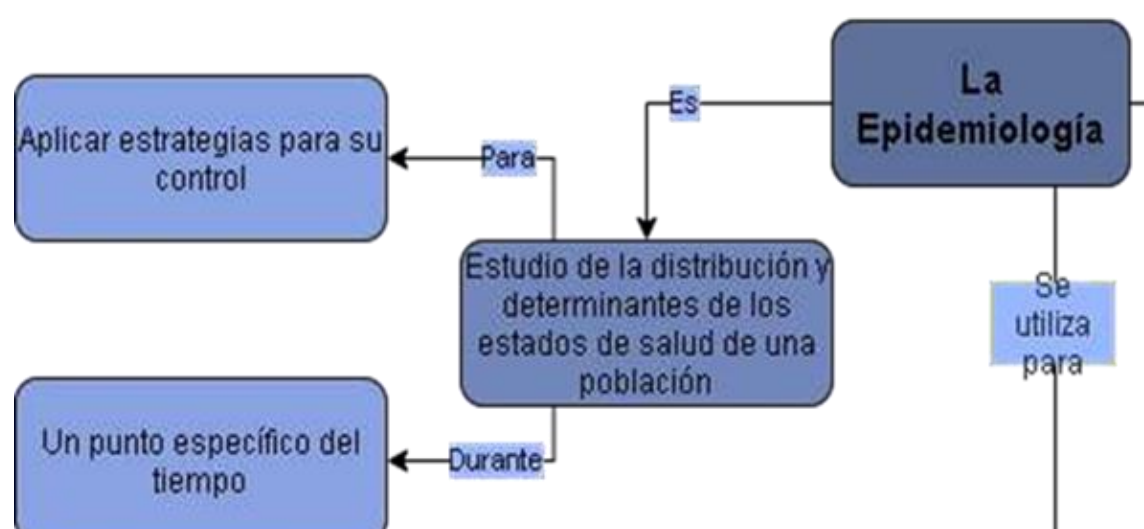 La
Epidemiología
Es
Aplicar estrategias para su
control
Para
Estudio de la distribución y
determinantes de los
estados de salud de una
población
Se
utiliza
para
Un punto específico del
tiempo
Durante